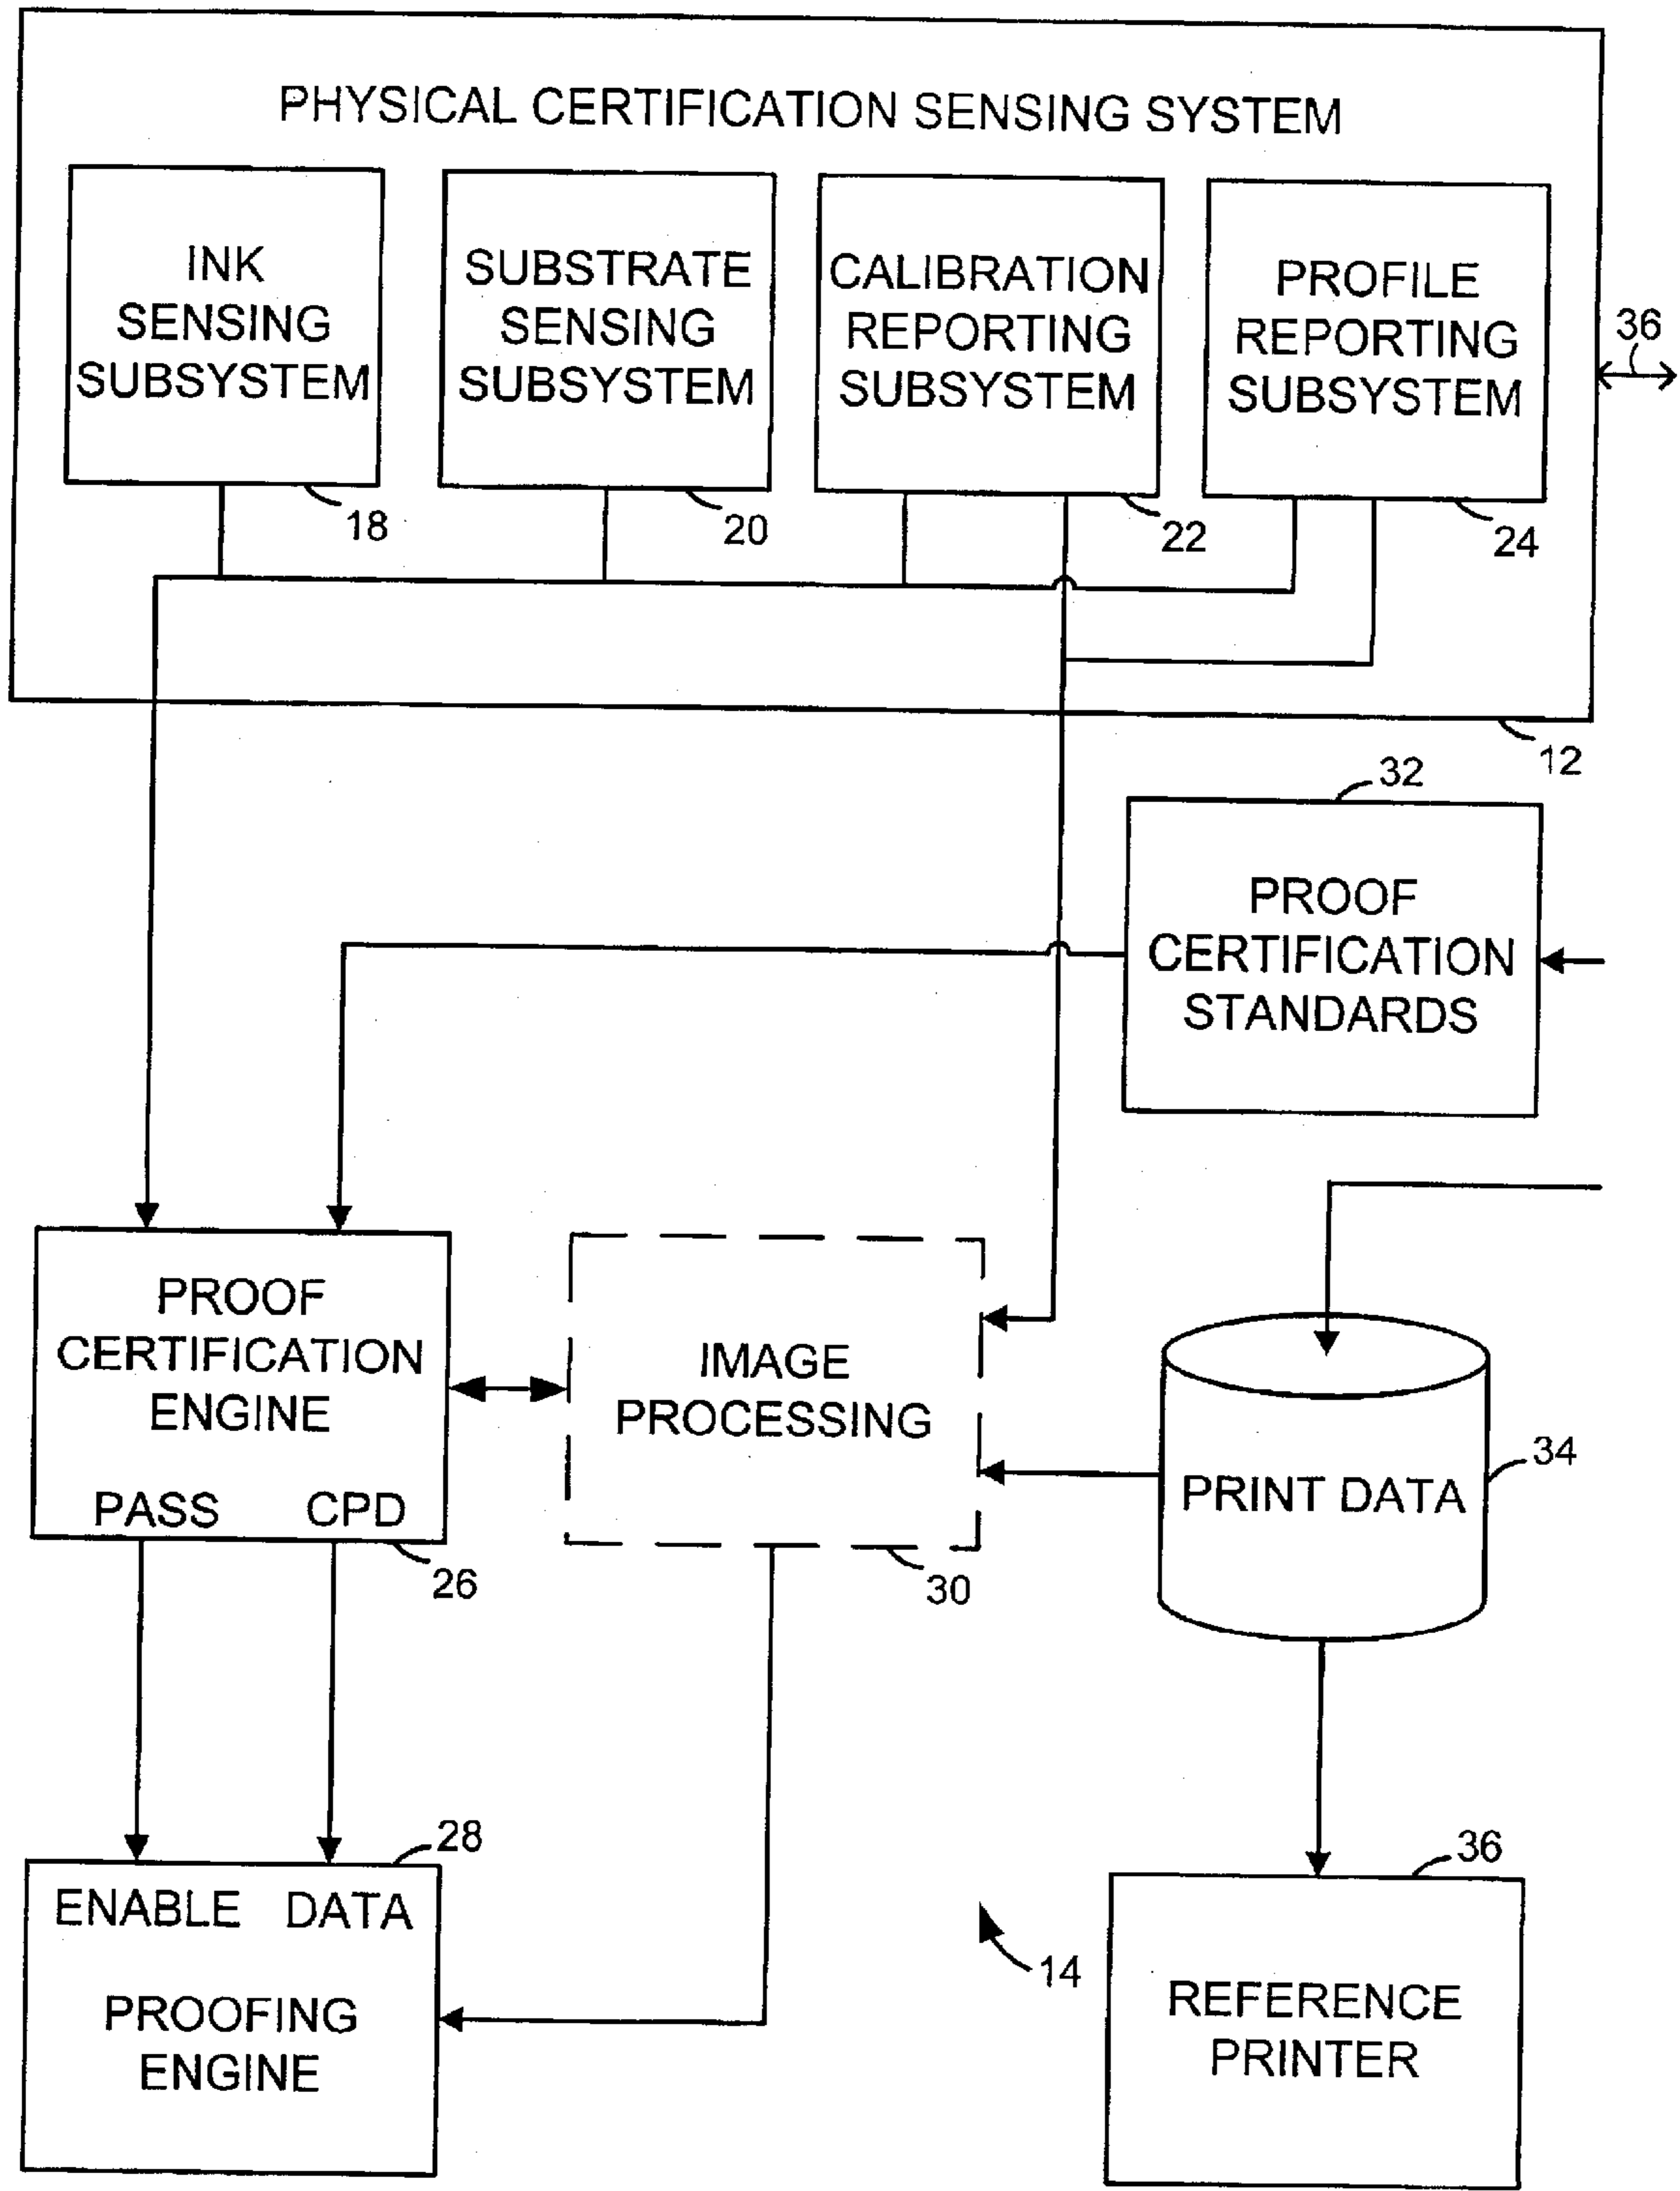 PHYSICAL CERTIFICATION SENSING SYSTEM
INK
SENSING
SUBSYSTEM
18
SUBSTRATE
SENSING
SUBSYSTEM
20
CALIBRATION
REPORTING
SUBSYSTEM
22
PROFILE
REPORTING
SUBSYSTEM
24
36
12
32
PROOF
CERTIFICATION
STANDARDS
PROOF
CERTIFICATION
ENGINE
PASS CPD
26
IMAGE
PROCESSING
30
PRINT DATA
34
28
ENABLE DATA
PROOFING
ENGINE
14
36
REFERENCE
PRINTER